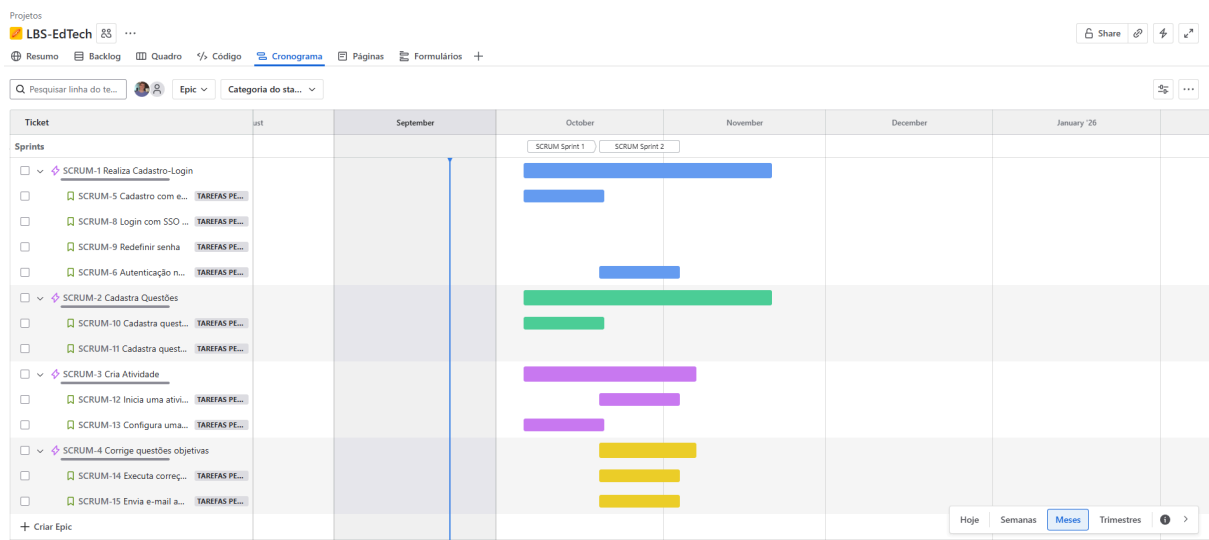 Projetos
LBS-EdTech
Share
Resumo Backlog Quadro Código Cronograma Páginas Formulários
Pesquisar linha do te... Epic Categoria do sta...
Ticket ust September October November December January '26
Sprints SCRUM Sprint 1 SCRUM Sprint 2
SCRUM-1 Realiza Cadastro-Login
SCRUM-5 Cadastro com e... TAREFAS PE...
SCRUM-8 Login com SSO ... TAREFAS PE...
SCRUM-9 Redefinir senha TAREFAS PE...
SCRUM-6 Autenticação n... TAREFAS PE...
SCRUM-2 Cadastra Questões
SCRUM-10 Cadastra quest... TAREFAS PE...
SCRUM-11 Cadastra quest... TAREFAS PE...
SCRUM-3 Cria Atividade
SCRUM-12 Inicia uma ativi... TAREFAS PE...
SCRUM-13 Configura uma... TAREFAS PE...
SCRUM-4 Corrige questões objetivas
SCRUM-14 Executa correç... TAREFAS PE...
SCRUM-15 Envia e-mail a... TAREFAS PE...
Hoje Semanas Meses Trimestres
+ Criar Epic